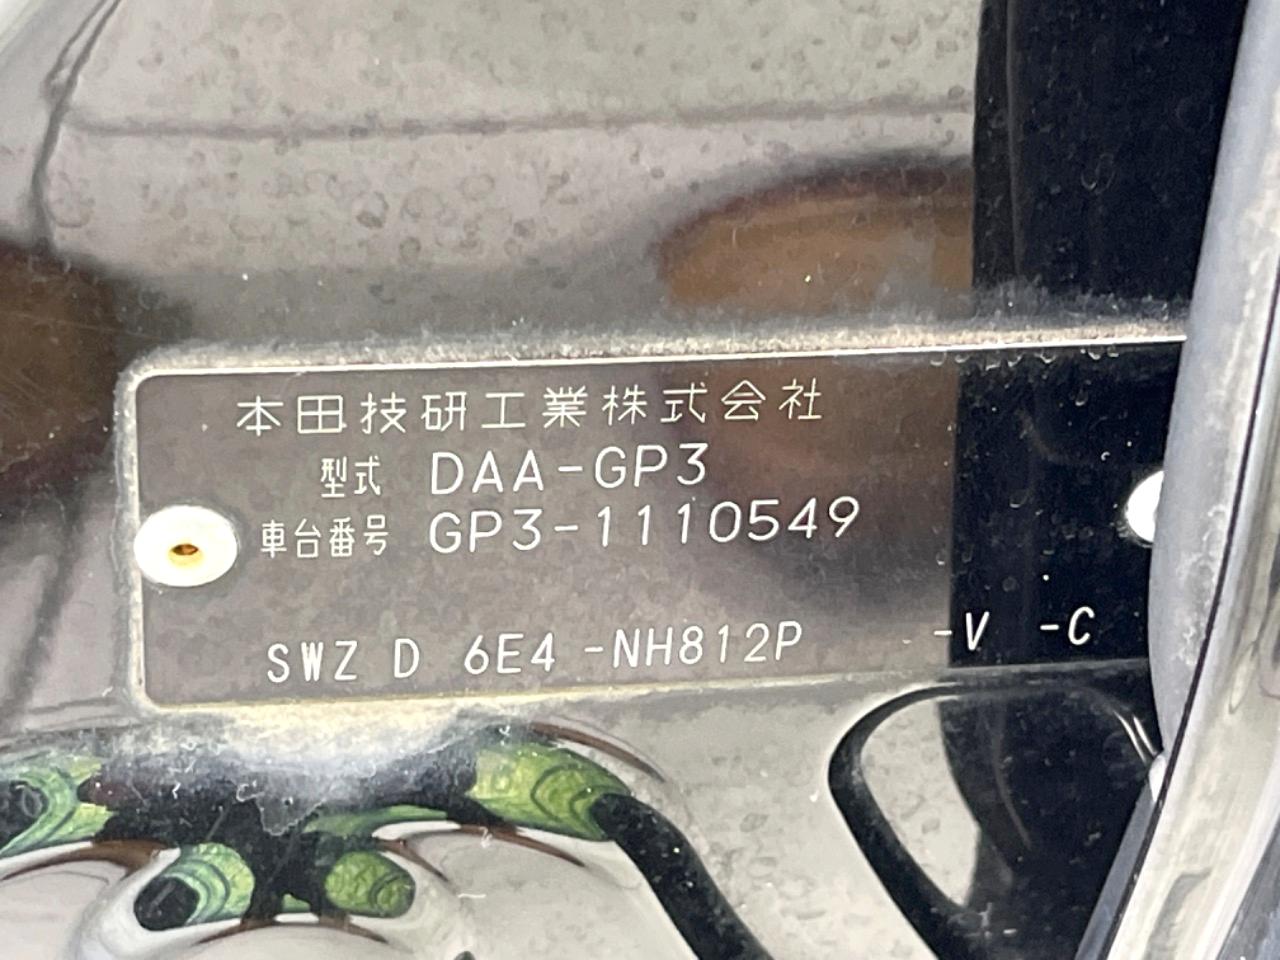 本田技研工業株式会社
型式 DAA-GP3
車台番号 GP3-1110549
SWZ D 6E4 -NH812P -V -C